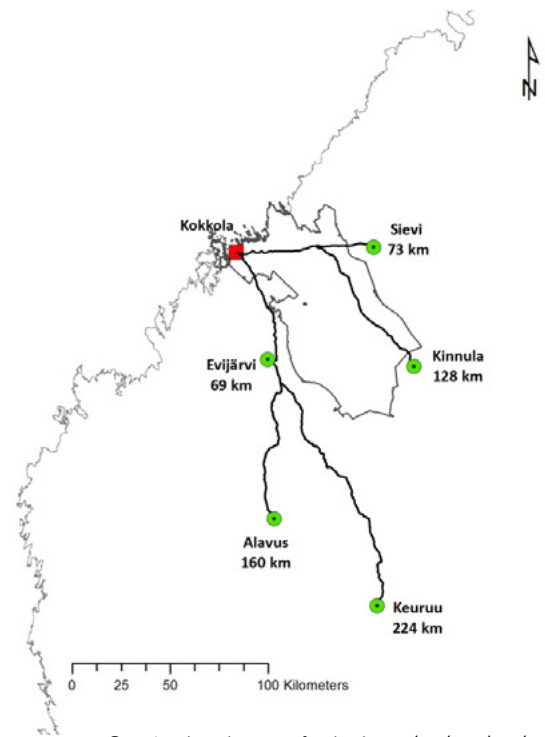 N
Kokkola
Sievi
73 km
Evijärvi
69 km
Kinnula
128 km
Alavus
160 km
Keuruu
224 km
0 25 50 100 Kilometers